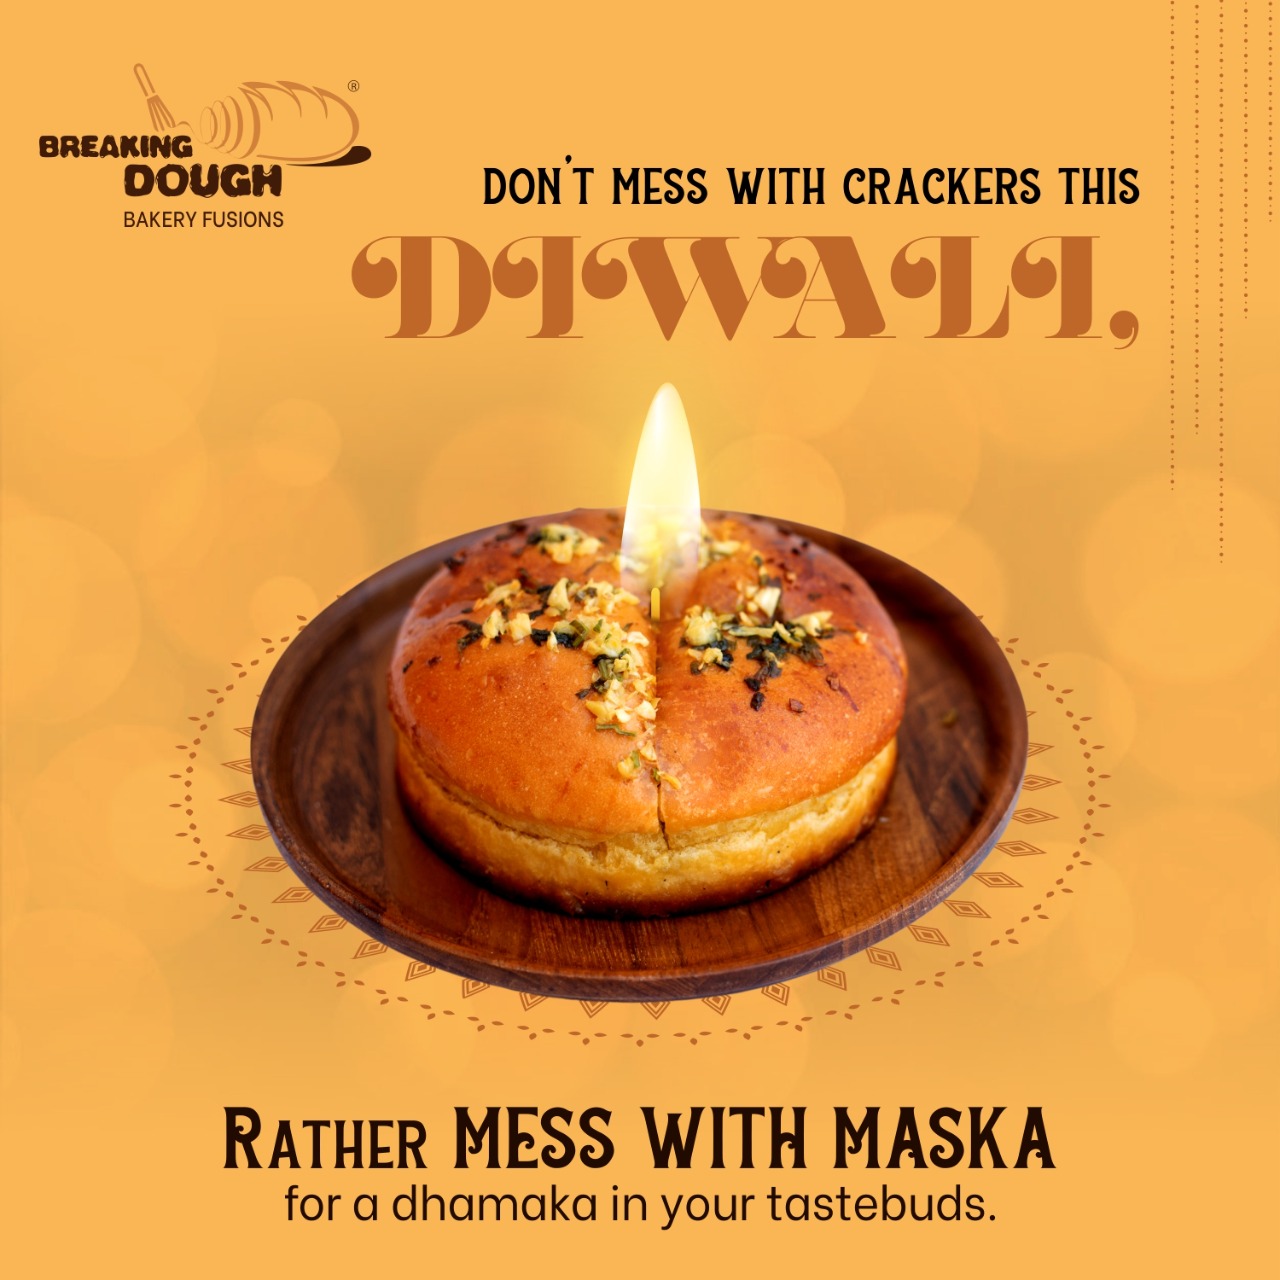 BREAKING
DOUGH
®
BAKERY FUSIONS
DON'T MESS WITH CRACKERS THIS
DIWALI,
RATHER MESS WITH MASKA
for a dhamaka in your tastebuds.